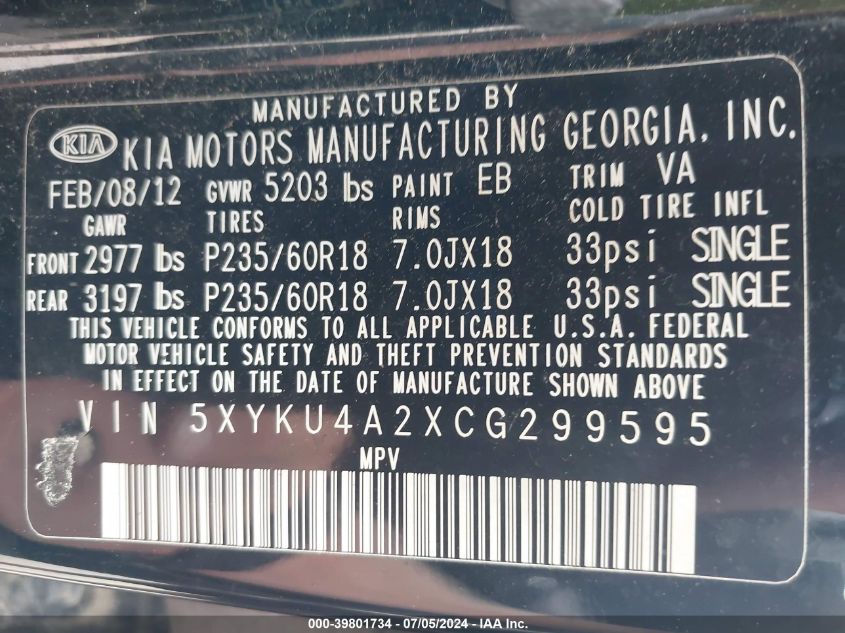 MANUFACTURED BY
KIA KIA MOTORS MANUFACTURING GEORGIA, INC.
FEB/08/12 GVWR 5203 lbs PAINT EB TRIM VA
GAWR TIRES RIMS COLD TIRE INFL
FRONT 2977 lbs P235/60R18 7.0JX18 33psi SINGLE
REAR 3197 lbs P235/60R18 7.0JX18 33psi SINGLE
THIS VEHICLE CONFORMS TO ALL APPLICABLE U.S.A. FEDERAL
MOTOR VEHICLE SAFETY AND THEFT PREVENTION STANDARDS
IN EFFECT ON THE DATE OF MANUFACTURE SHOWN ABOVE
VIN 5XYKU4A2XCG299595
MPV
000-39801734 - 07/05/2024 - IAA Inc.